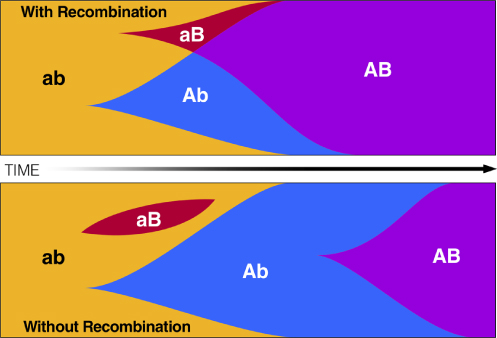 With Recombination
aB
ab
Ab
AB
TIME
aB
ab
Ab
AB
Without Recombination